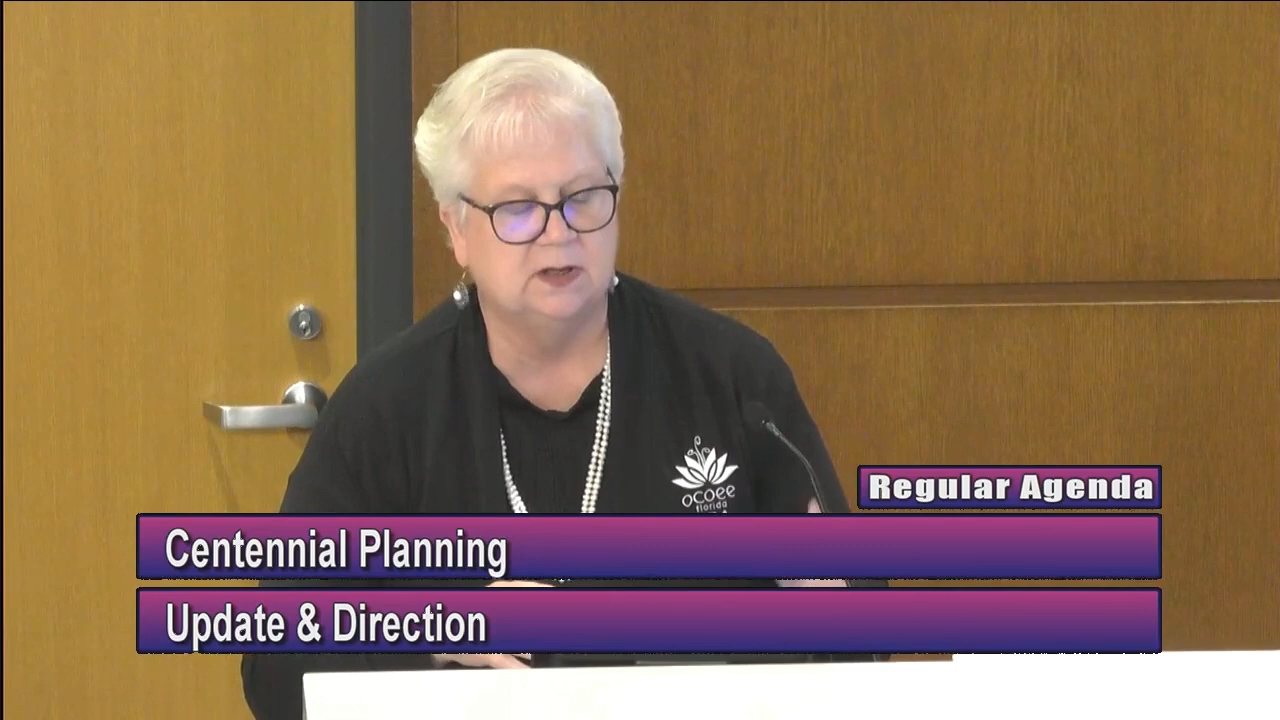 ocoee
florida
Regular Agenda
Centennial Planning
Update & Direction